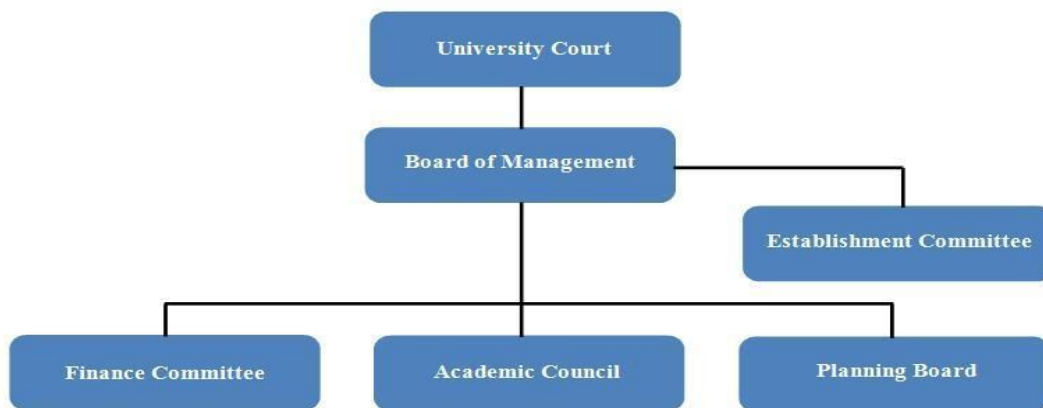 University Court
Board of Management
Establishment Committee
Finance Committee
Academic Council
Planning Board